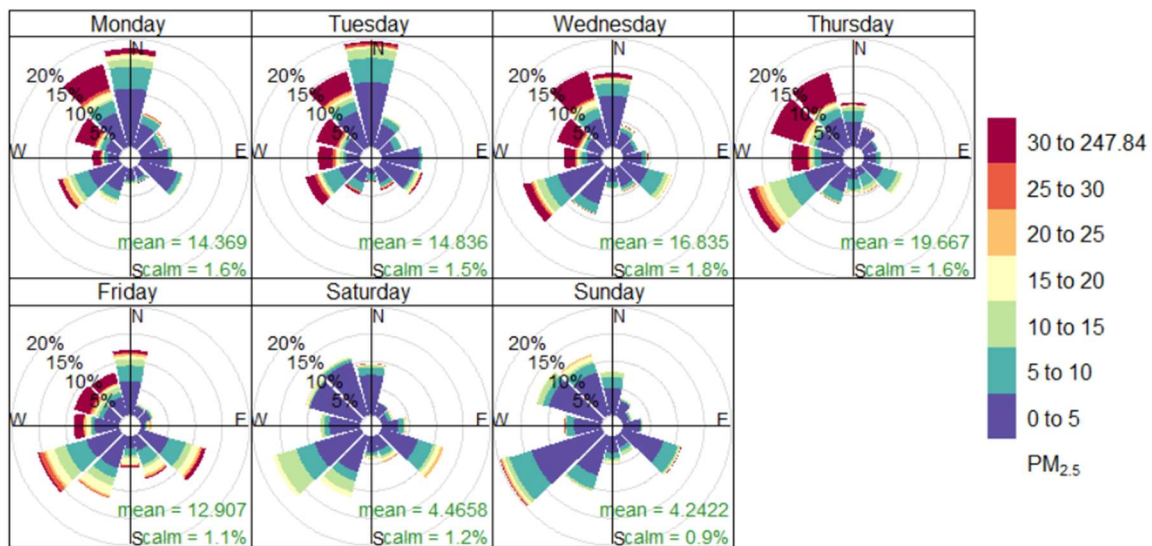 Monday
N
20%
15%
10%
5%
W
E
mean = 14.369
S
calm = 1.6%
Tuesday
N
20%
15%
10%
5%
W
E
mean = 14.836
S
calm = 1.5%
Wednesday
N
20%
15%
10%
5%
W
E
mean = 16.835
S
calm = 1.8%
Thursday
N
20%
15%
10%
5%
W
E
mean = 19.667
S
calm = 1.6%
Friday
N
20%
15%
10%
5%
W
E
mean = 12.907
S
calm = 1.1%
Saturday
N
20%
15%
10%
5%
W
E
mean = 4.4658
S
calm = 1.2%
Sunday
N
20%
15%
10%
5%
W
E
mean = 4.2422
S
calm = 0.9%
30 to 247.84
25 to 30
20 to 25
15 to 20
10 to 15
5 to 10
0 to 5
PM2.5